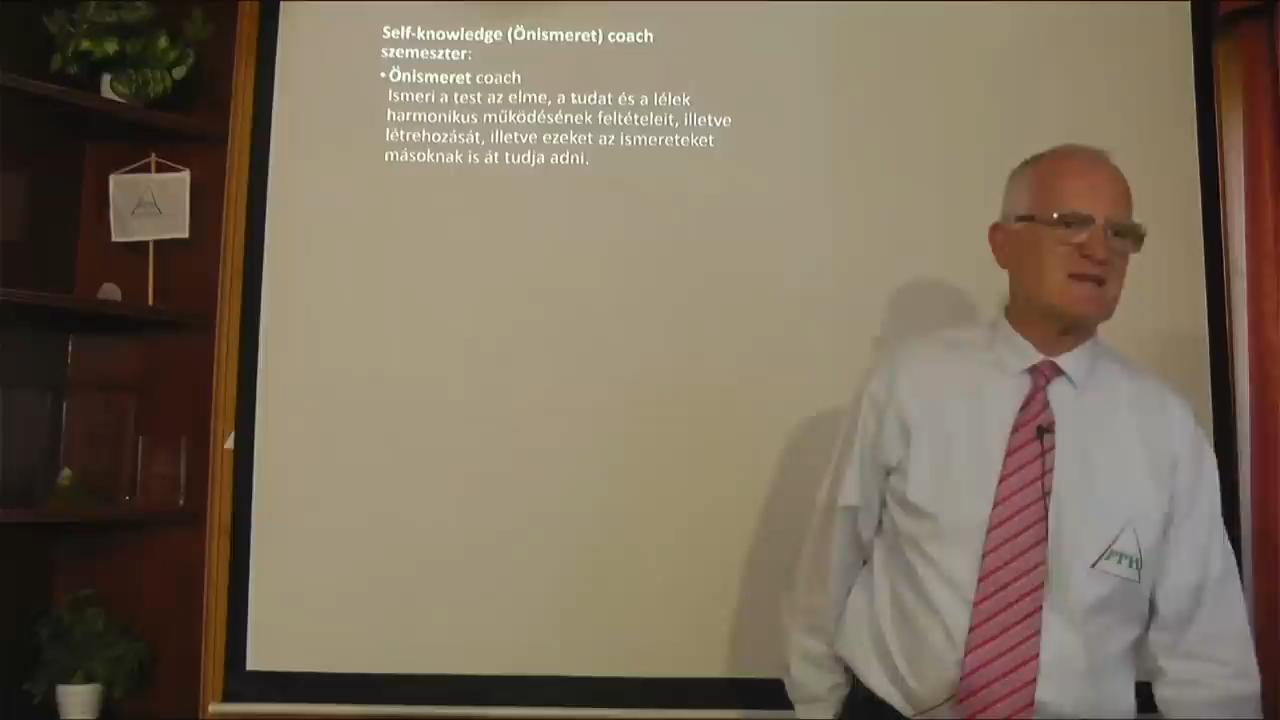 Self-knowledge (Önismeret) coach
szemeszter:
• Önismeret coach
Ismeri a test az elme, a tudat és a lélek
harmonikus működésének feltételeit, illetve
létrehozását, illetve ezeket az ismereteket
másoknak is át tudja adni.
PTH